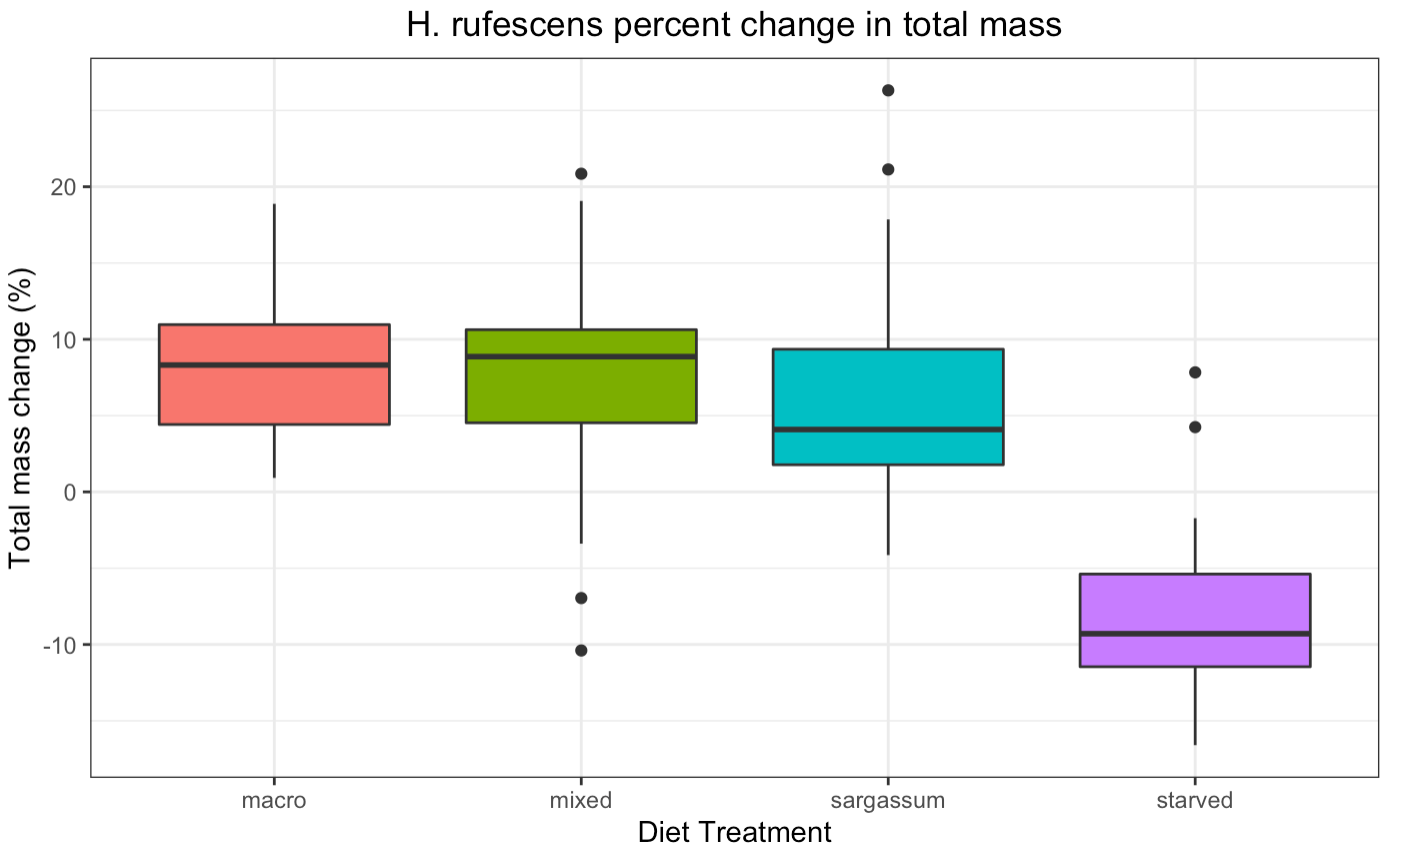 H. rufescens percent change in total mass
Total mass change (%)
20
10
0
-10
macro mixed sargassum starved
Diet Treatment